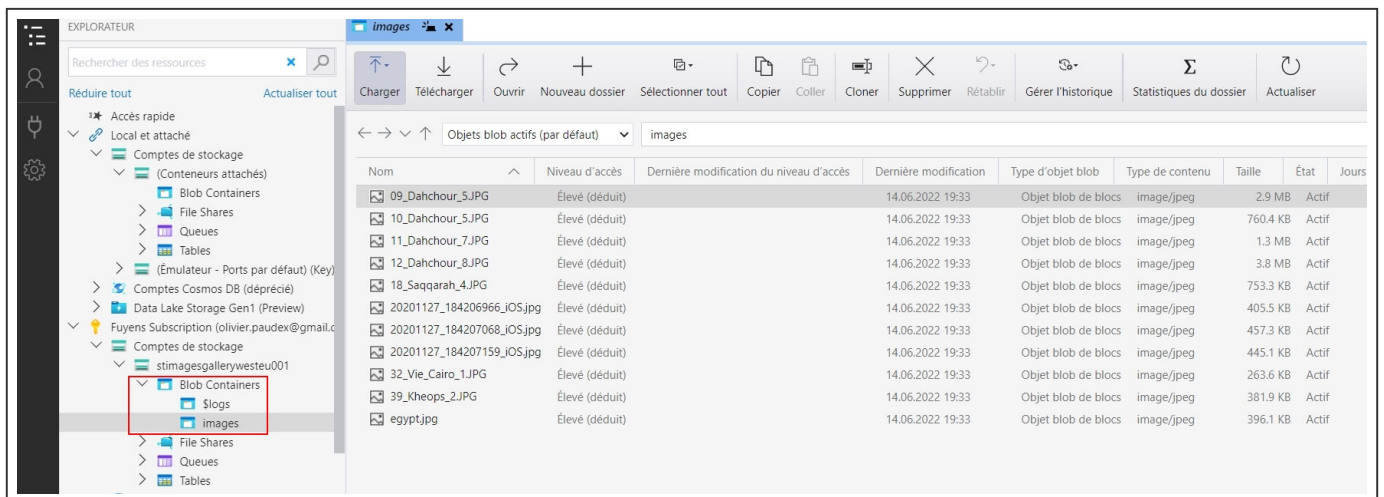 EXPLORATEUR
Rechercher des ressources
Réduire tout Actualiser tout
Accès rapide
Local et attaché
Comptes de stockage
(Conteneurs attachés)
Blob Containers
File Shares
Queues
Tables
(Émulateur - Ports par défaut) (Key)
Comptes Cosmos DB (déprécié)
Data Lake Storage Gen1 (Preview)
Fuyens Subscription (olivier.paudex@gmail.c
Comptes de stockage
stimagesgallerywesteu001
Blob Containers
$logs
images
File Shares
Queues
Tables
images
Charger Télécharger Ouvrir Nouveau dossier Sélectionner tout Copier Coller Cloner Supprimer Rétablir Gérer l'historique Statistiques du dossier Actualiser
Objets blob actifs (par défaut) images
Nom Niveau d'accès Dernière modification du niveau d'accès Dernière modification Type d'objet blob Type de contenu Taille État Jours
09_Dahchour_5.JPG Élevé (déduit) 14.06.2022 19:33 Objet blob de blocs image/jpeg 2.9 MB Actif
10_Dahchour_5.JPG Élevé (déduit) 14.06.2022 19:33 Objet blob de blocs image/jpeg 760.4 KB Actif
11_Dahchour_7.JPG Élevé (déduit) 14.06.2022 19:33 Objet blob de blocs image/jpeg 1.3 MB Actif
12_Dahchour_8.JPG Élevé (déduit) 14.06.2022 19:33 Objet blob de blocs image/jpeg 3.8 MB Actif
18_Saqqarah_4.JPG Élevé (déduit) 14.06.2022 19:33 Objet blob de blocs image/jpeg 753.3 KB Actif
20201127_184206966_iOS.jpg Élevé (déduit) 14.06.2022 19:33 Objet blob de blocs image/jpeg 405.5 KB Actif
20201127_184207068_iOS.jpg Élevé (déduit) 14.06.2022 19:33 Objet blob de blocs image/jpeg 457.3 KB Actif
20201127_184207159_iOS.jpg Élevé (déduit) 14.06.2022 19:33 Objet blob de blocs image/jpeg 445.1 KB Actif
32_Vie_Cairo_1.JPG Élevé (déduit) 14.06.2022 19:33 Objet blob de blocs image/jpeg 263.6 KB Actif
39_Kheops_2.JPG Élevé (déduit) 14.06.2022 19:33 Objet blob de blocs image/jpeg 381.9 KB Actif
egypt.jpg Élevé (déduit) 14.06.2022 19:33 Objet blob de blocs image/jpeg 396.1 KB Actif